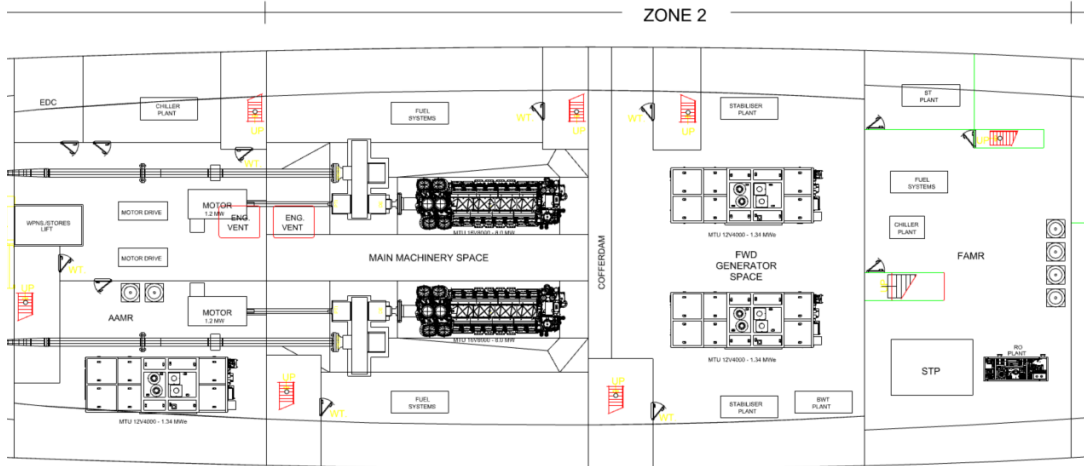 ZONE 2
EDC
CHILLER
PLANT
UP
WT.
FUEL
SYSTEMS
WT.
UP
WT.
UP
STABILISER
PLANT
ST
PLANT
UP
FUEL
SYSTEMS
CHILLER
PLANT
WPNS/STORES
LIFT
MOTOR DRIVE
MOTOR
1.2 MW
ENG.
VENT
ENG.
VENT
MTU 16V8000 - 8.0 MW
MTU 12V4000 - 1.34 MWe
MOTOR DRIVE
WT.
MAIN MACHINERY SPACE
COFFERDAM
FWD
GENERATOR
SPACE
FAMR
UP
AAMR
MOTOR
1.2 MW
MTU 16V8000 - 8.0 MW
MTU 12V4000 - 1.34 MWe
STP
RO
PLANT
UP
WT.
FUEL
SYSTEMS
UP
WT.
STABILISER
PLANT
BWT
PLANT
MTU 12V4000 - 1.34 MWe